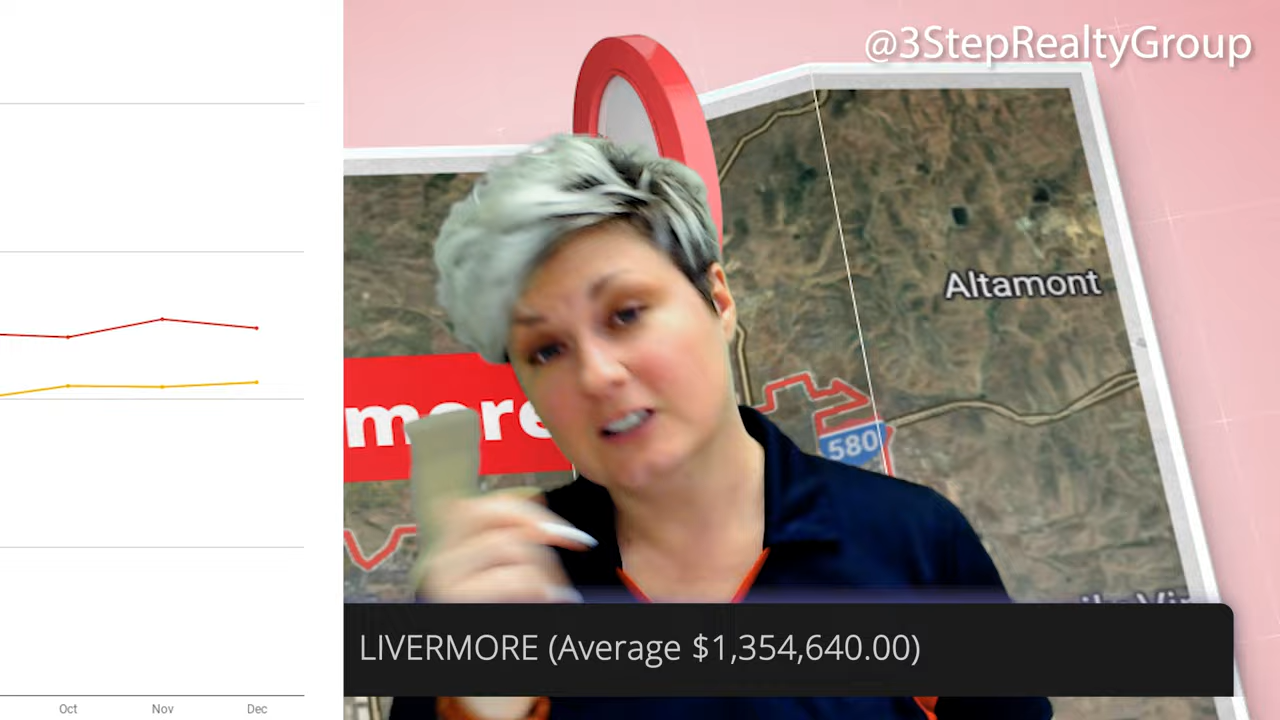 @3StepRealtyGroup
Altamont
more
580
LIVERMORE (Average $1,354,640.00)
Oct Nov Dec